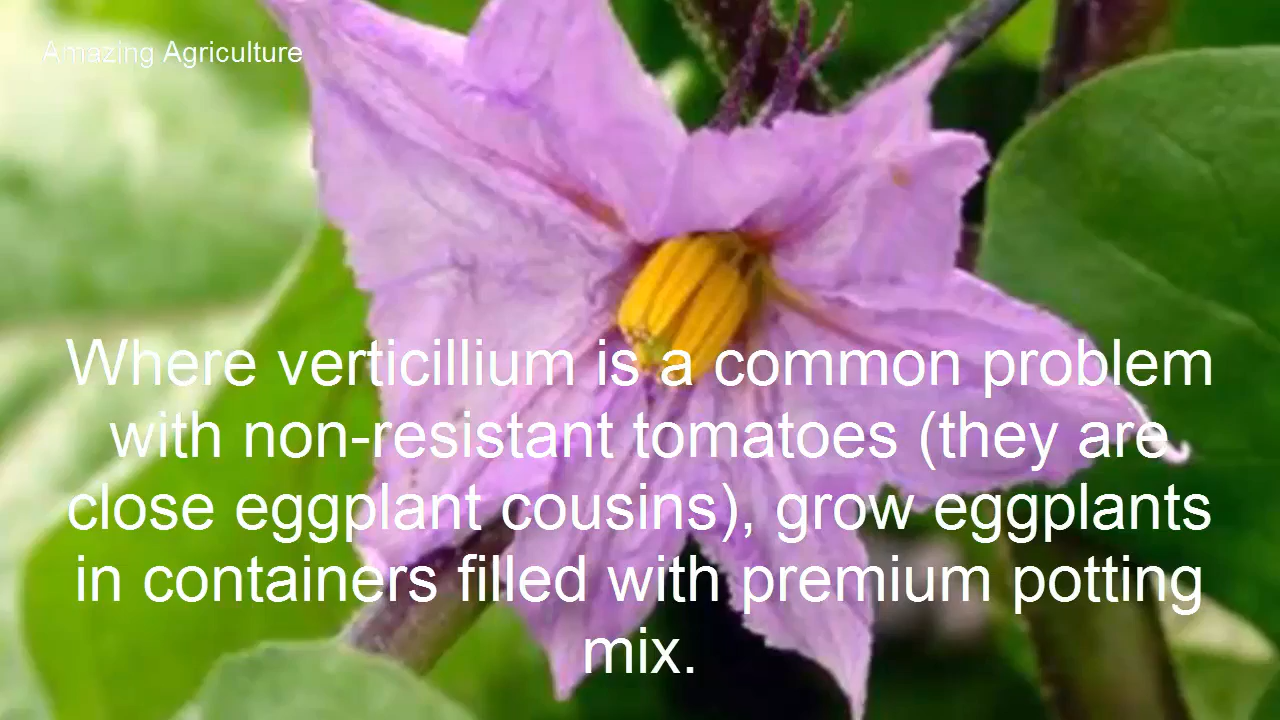 Amazing Agriculture
Where verticillium is a common problem
with non-resistant tomatoes (they are
close eggplant cousins), grow eggplants
in containers filled with premium potting
mix.